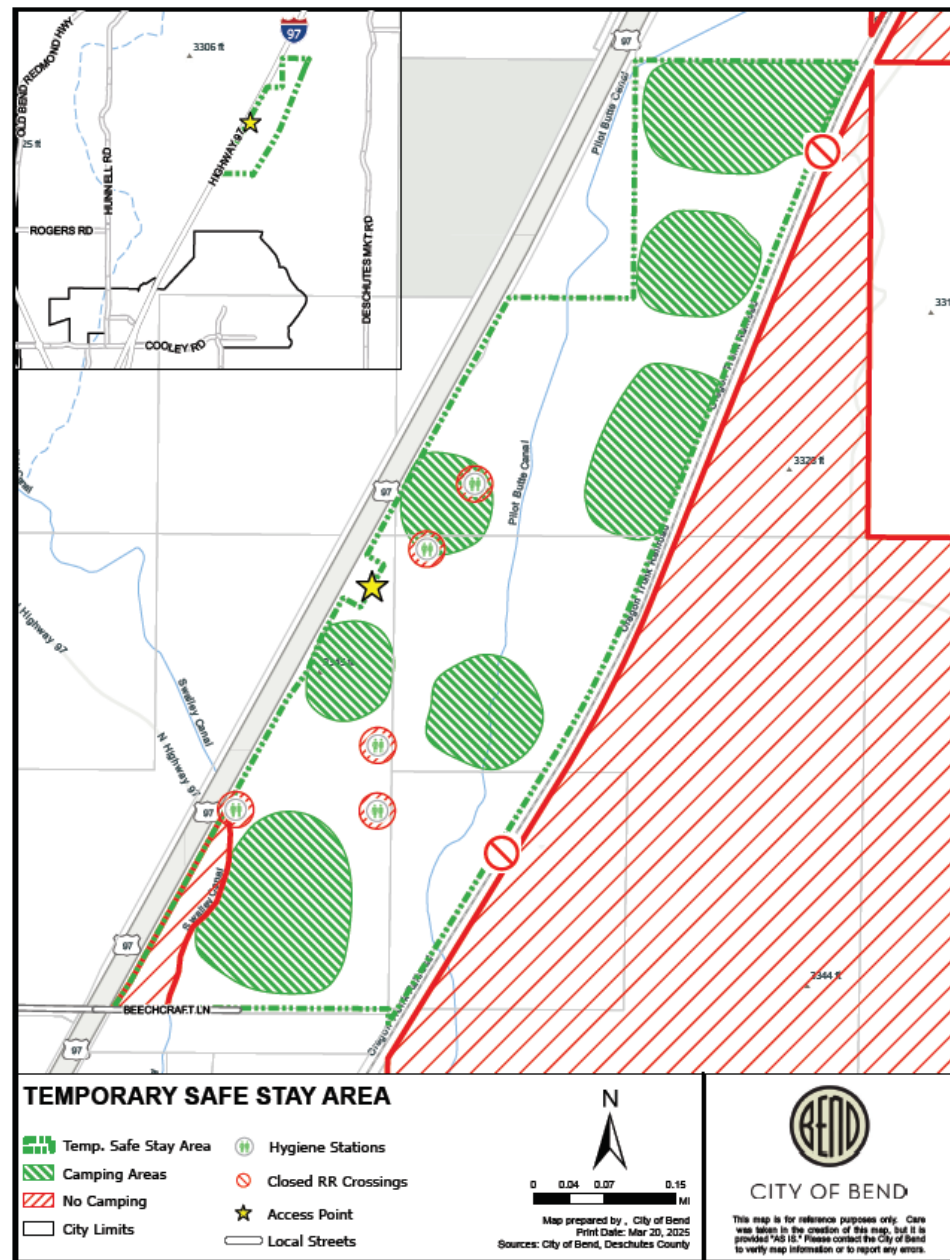 97
3306 ft
OLD BEND REDMOND HWY
25 ft
HUNNELL RD
HIGHWAY 97
ROGERS RD
DESCHUTES MKT RD
COOLEY RD
97
Pilot Butte Canal
331
Oregon Trunk Railroad
3328 ft
97
Pilot Butte Canal
Oregon Trunk Railroad
Highway 97
Swalley Canal
N Highway 97
97
Swalley Canal
97
3344 ft
BEECHCRAFT LN
97
TEMPORARY SAFE STAY AREA
Temp. Safe Stay Area
Camping Areas
No Camping
City Limits
Hygiene Stations
Closed RR Crossings
Access Point
Local Streets
N
0 0.04 0.07 0.15
MI
Map prepared by , City of Bend
Print Date: Mar 20, 2025
Sources: City of Bend, Deschutes County
BEND
CITY OF BEND
This map is for reference purposes only. Care
was taken in the creation of this map, but it is
provided "AS IS." Please contact the City of Bend
to verify map information or to report any errors.